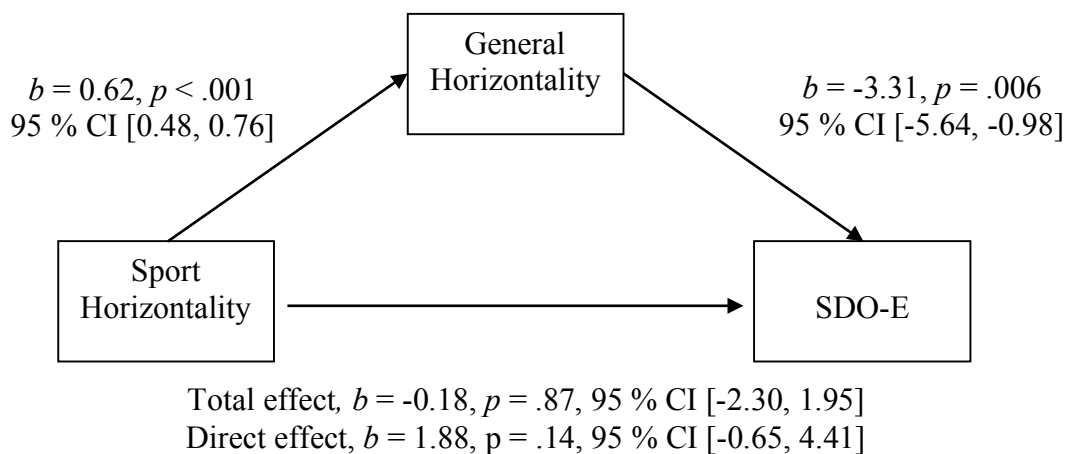 General
Horizontality
b = 0.62, p < .001
95 % CI [0.48, 0.76]
b = -3.31, p = .006
95 % CI [-5.64, -0.98]
Sport
Horizontality
SDO-E
Total effect, b = -0.18, p = .87, 95 % CI [-2.30, 1.95]
Direct effect, b = 1.88, p = .14, 95 % CI [-0.65, 4.41]